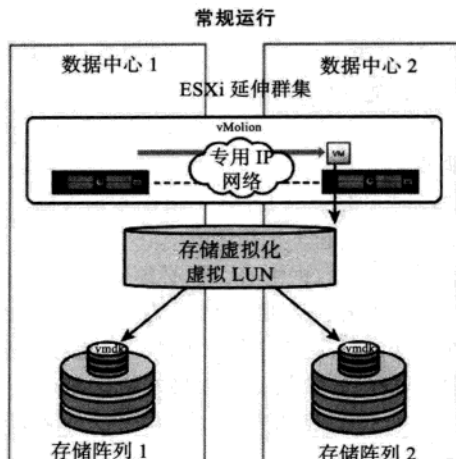 常规运行
数据中心 1
数据中心 2
ESXi 延伸群集
vMolion
专用 IP
网络
VM
存储虚拟化
虚拟 LUN
vmdk
vmdk
存储阵列 1
存储阵列 2